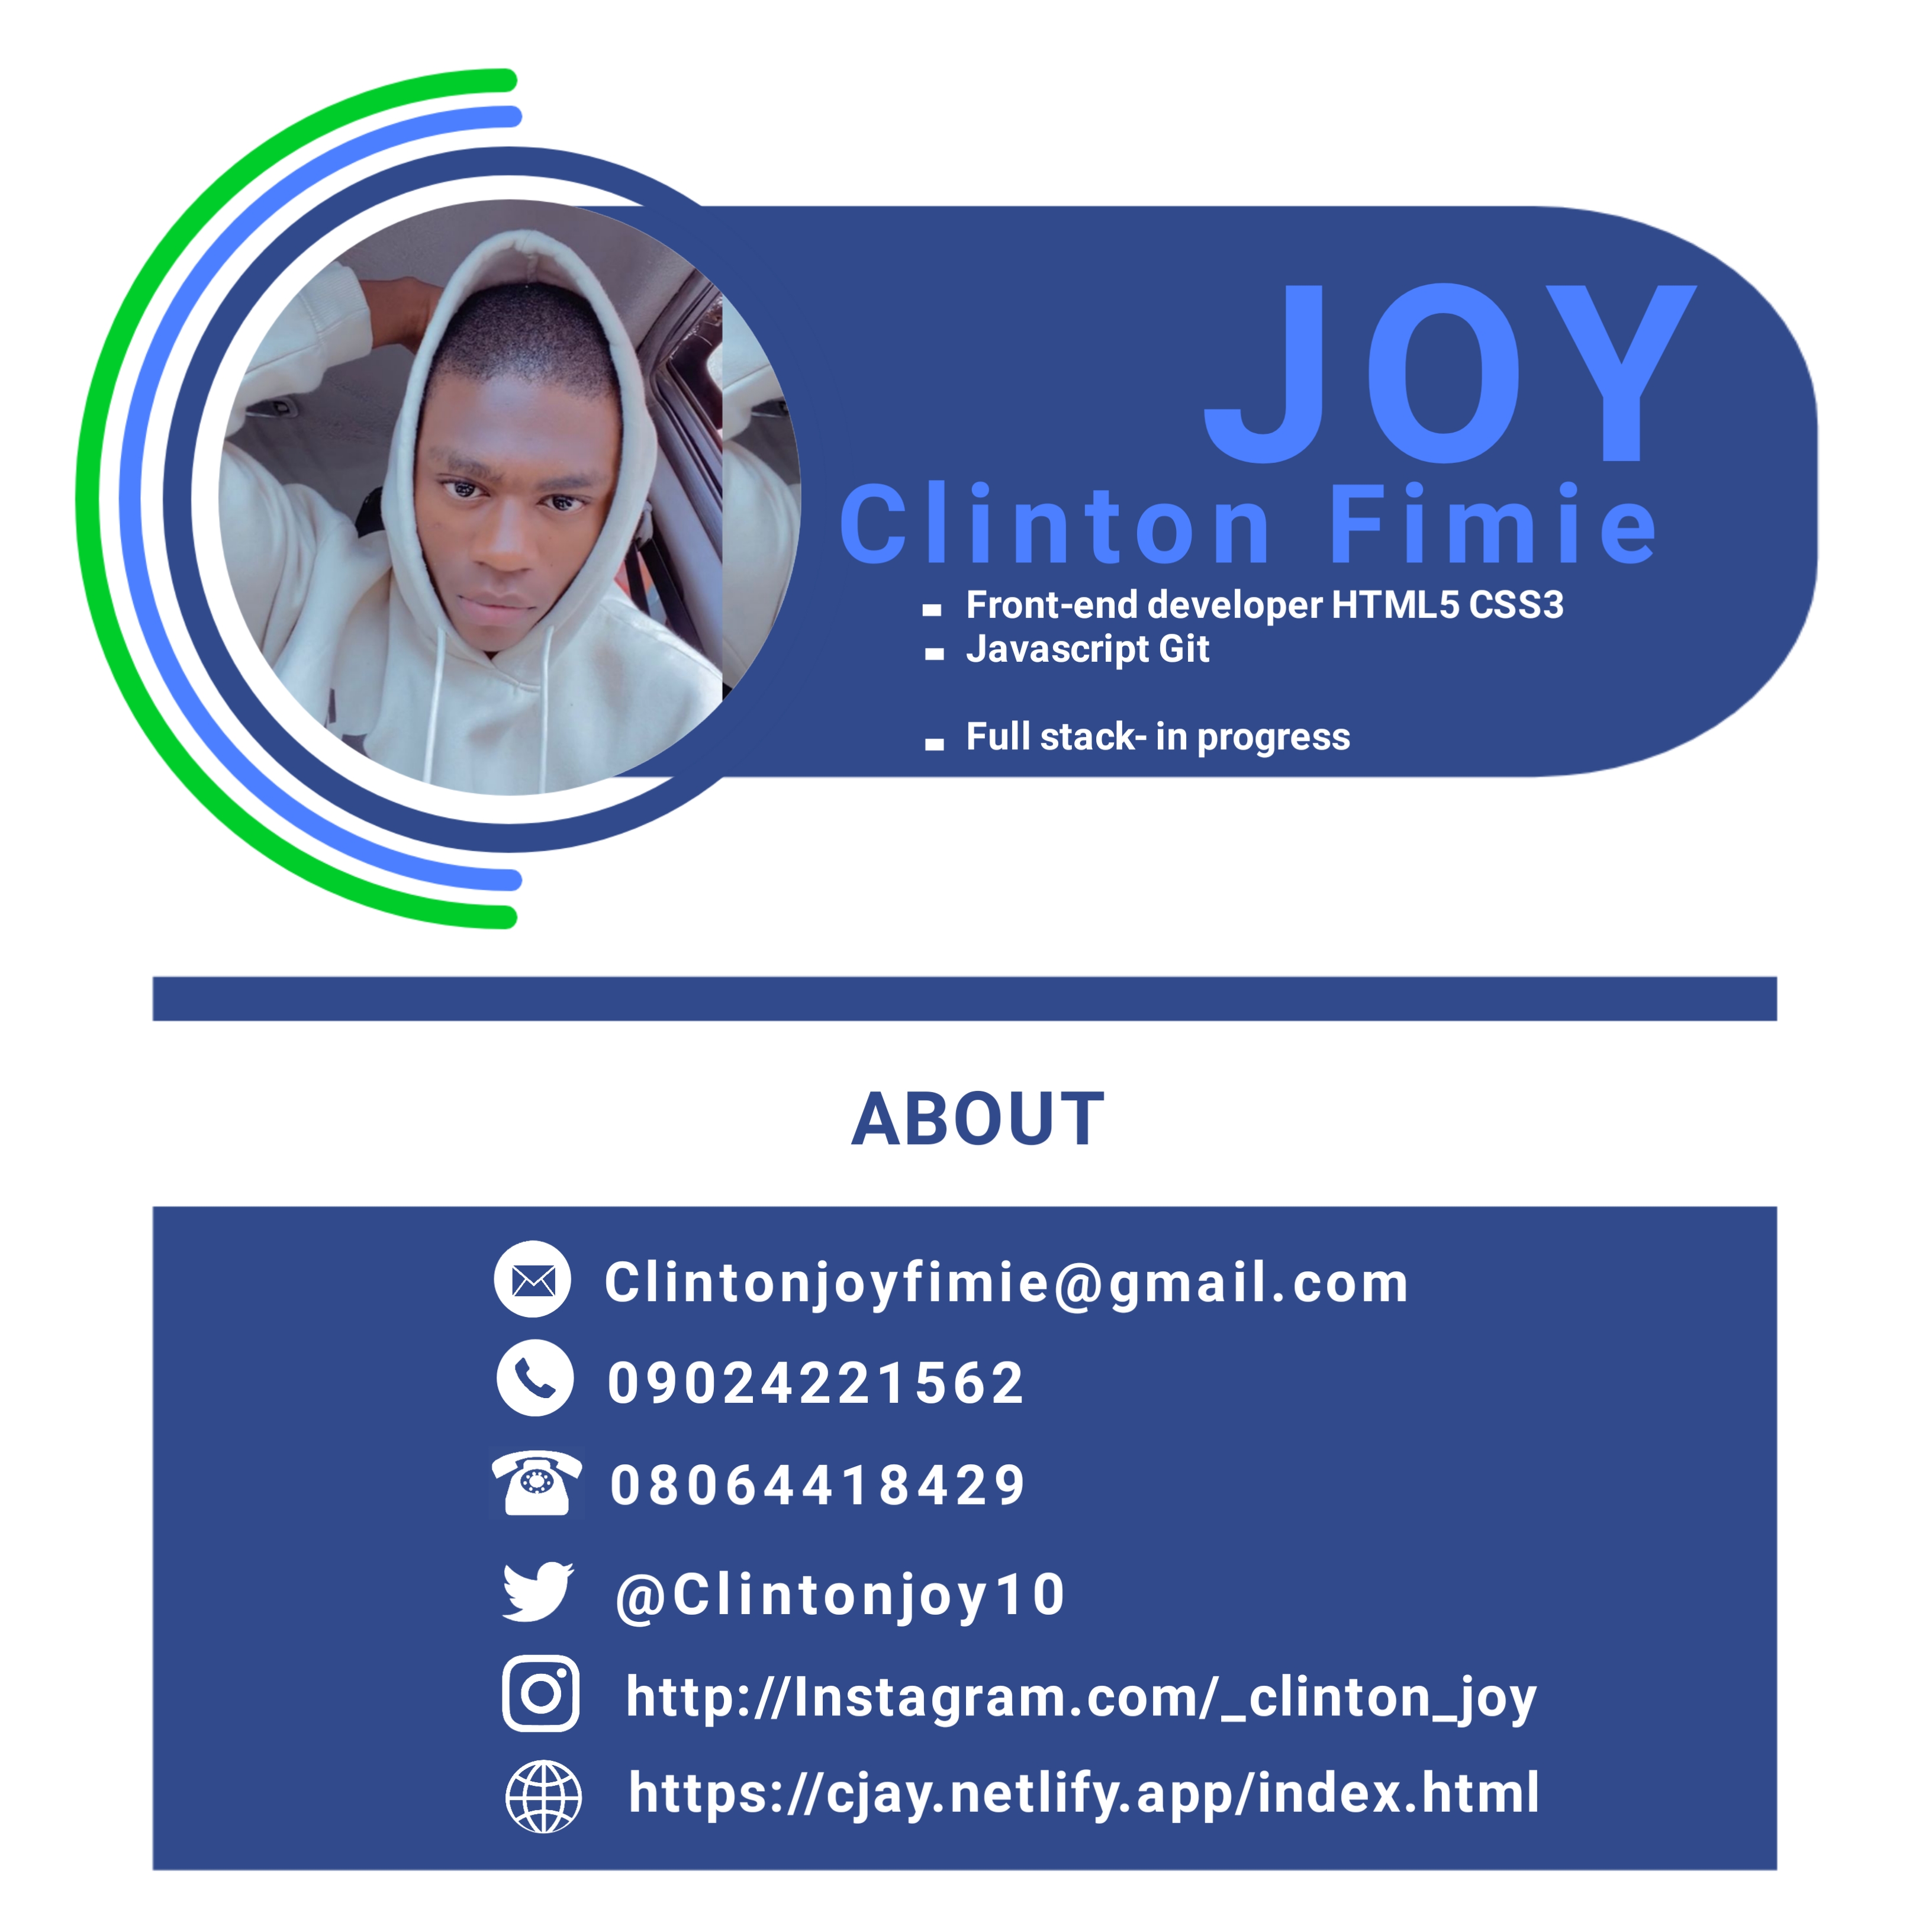 JOY
Clinton Fimie
Front-end developer HTML5 CSS3
Javascript Git
Full stack- in progress
ABOUT
Clintonjoyfimie@gmail.com
09024221562
08064418429
@Clintonjoy10
http://Instagram.com/_clinton_joy
https://cjay.netlify.app/index.html